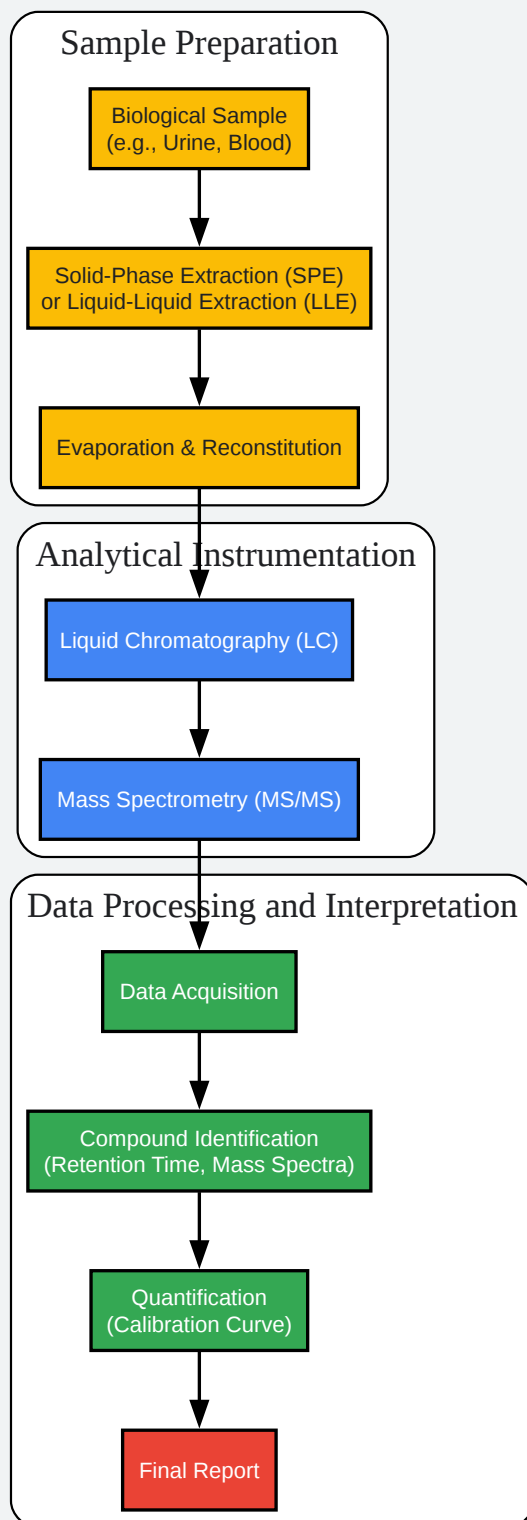 Sample Preparation
Biological Sample
(e.g., Urine, Blood)
Solid-Phase Extraction (SPE)
or Liquid-Liquid Extraction (LLE)
Evaporation & Reconstitution
Analytical Instrumentation
Liquid Chromatography (LC)
Mass Spectrometry (MS/MS)
Data Processing and Interpretation
Data Acquisition
Compound Identification
(Retention Time, Mass Spectra)
Quantification
(Calibration Curve)
Final Report